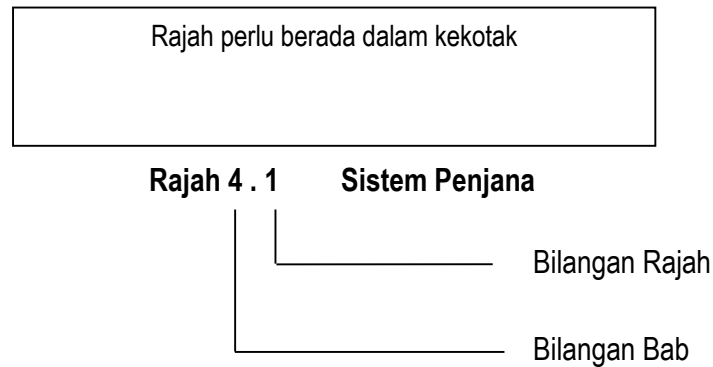 Rajah perlu berada dalam kekotak
Rajah 4 . 1 Sistem Penjana
Bilangan Rajah
Bilangan Bab